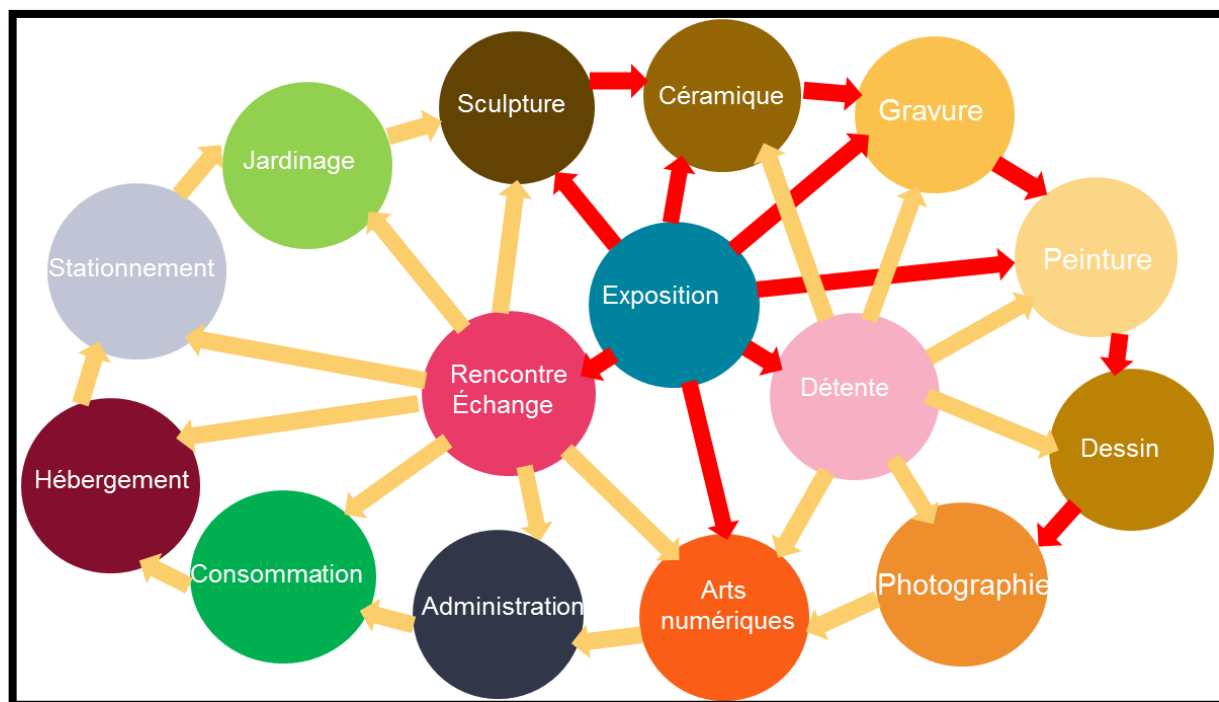 Sculpture
Céramique
Gravure
Jardinage
Stationnement
Exposition
Peinture
Rencontre
Échange
Détente
Dessin
Hébergement
Consommation
Administration
Arts
numériques
Photographie